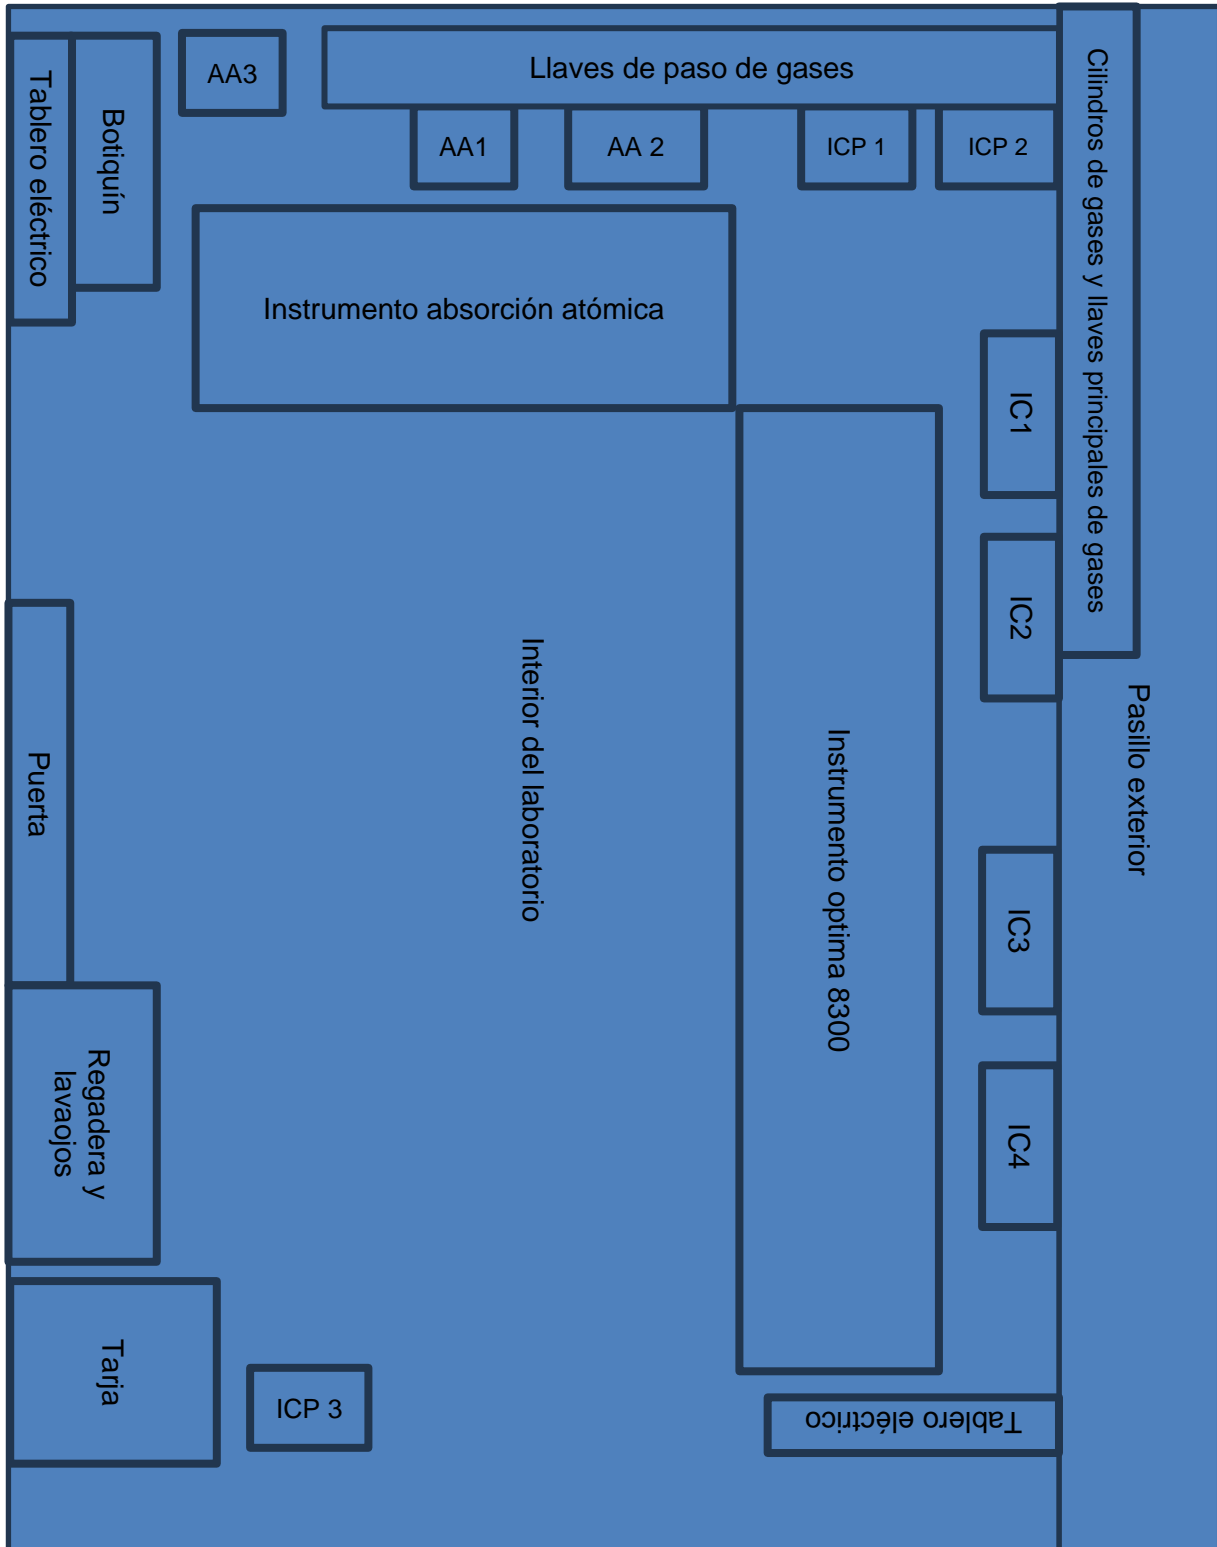 Llaves de paso de gases
AA3
AA1
AA 2
ICP 1
ICP 2
Cilindros de gases y llaves principales de gases
Tablero eléctrico
Botiquín
Instrumento absorción atómica
IC1
IC2
Interior del laboratorio
Instrumento optima 8300
Pasillo exterior
Puerta
IC3
IC4
Regadera y
lavaojos
Tarja
ICP 3
Tablero eléctrico